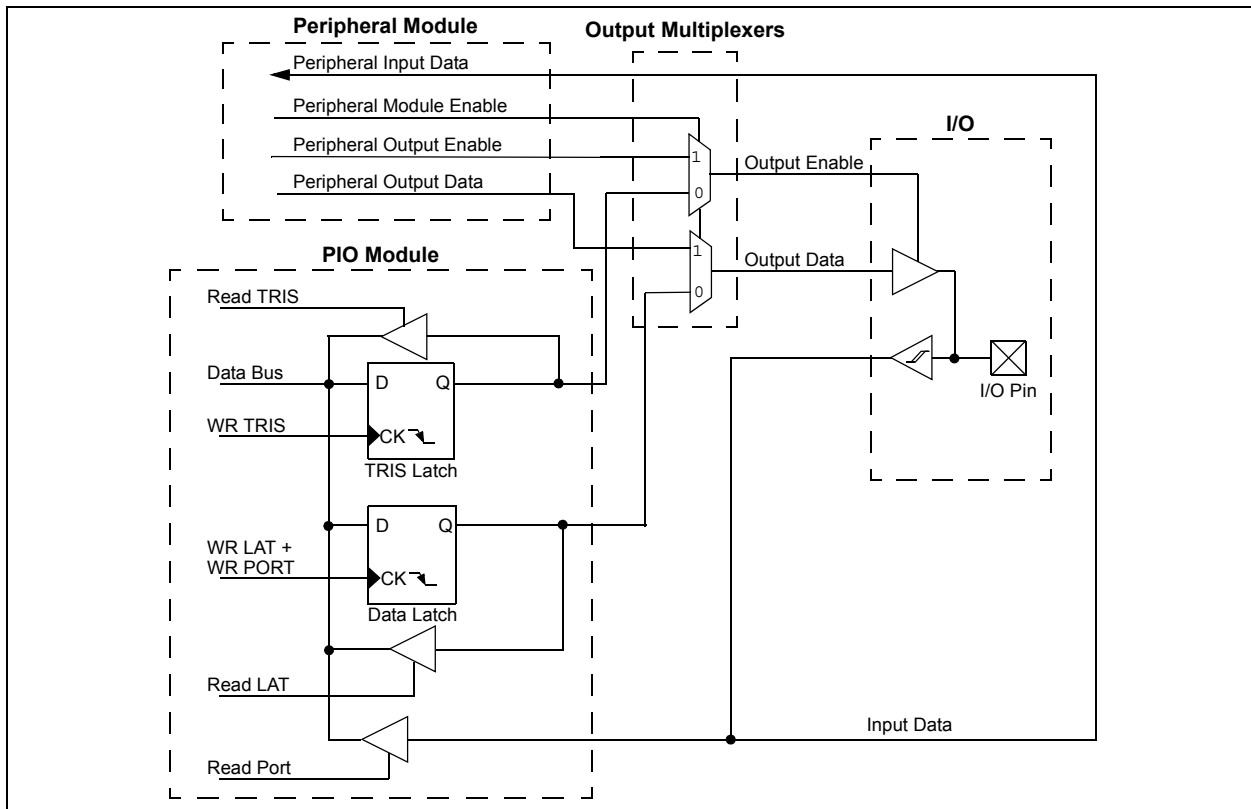 Peripheral Module
Output Multiplexers
Peripheral Input Data
Peripheral Module Enable
I/O
Peripheral Output Enable
1
Output Enable
Peripheral Output Data
0
PIO Module
1
Output Data
Read TRIS
0
Data Bus
D
Q
I/O Pin
WR TRIS
CK
TRIS Latch
D
Q
WR LAT +
WR PORT
CK
Data Latch
Read LAT
Input Data
Read Port